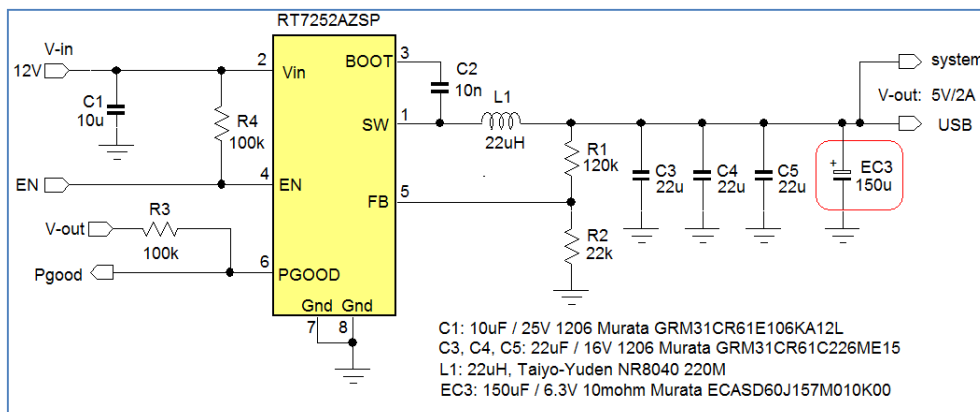 RT7252AZSP
V-in
12V
2
Vin
BOOT
3
C2
10n
system
C1
10u
R4
100k
SW
1
L1
22uH
V-out: 5V/2A
USB
R1
120k
C3
22u
C4
22u
C5
22u
+
EC3
150u
EN
4
EN
FB
5
V-out
R3
100k
R2
22k
Pgood
6
PGOOD
Gnd
Gnd
7
8
C1: 10uF / 25V 1206 Murata GRM31CR61E106KA12L
C3, C4, C5: 22uF / 16V 1206 Murata GRM31CR61C226ME15
L1: 22uH, Taiyo-Yuden NR8040 220M
EC3: 150uF / 6.3V 10mohm Murata ECASD60J157M010K00